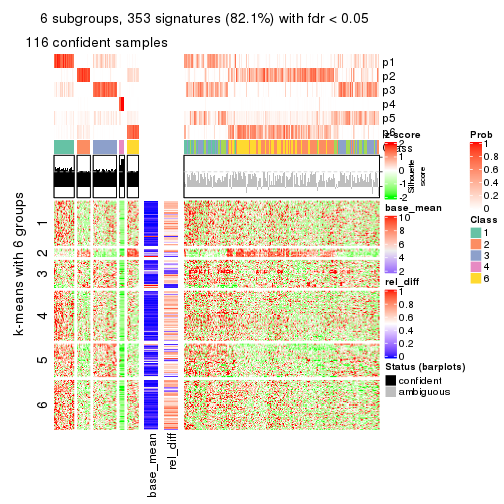 6 subgroups, 353 signatures (82.1%) with fdr < 0.05
116 confident samples
p1
p2
p3
p4
p5
p6
Class
z score
2
1
0
-1
-2
Silhouette
score
Prob
1
0.8
0.6
0.4
0.2
0
base_mean
10
8
6
4
2
Class
1
2
3
4
6
rel_diff
1
0.8
0.6
0.4
0.2
0
Status (barplots)
confident
ambiguous
k-means with 6 groups
1
2
3
4
5
6
base_mean
rel_diff